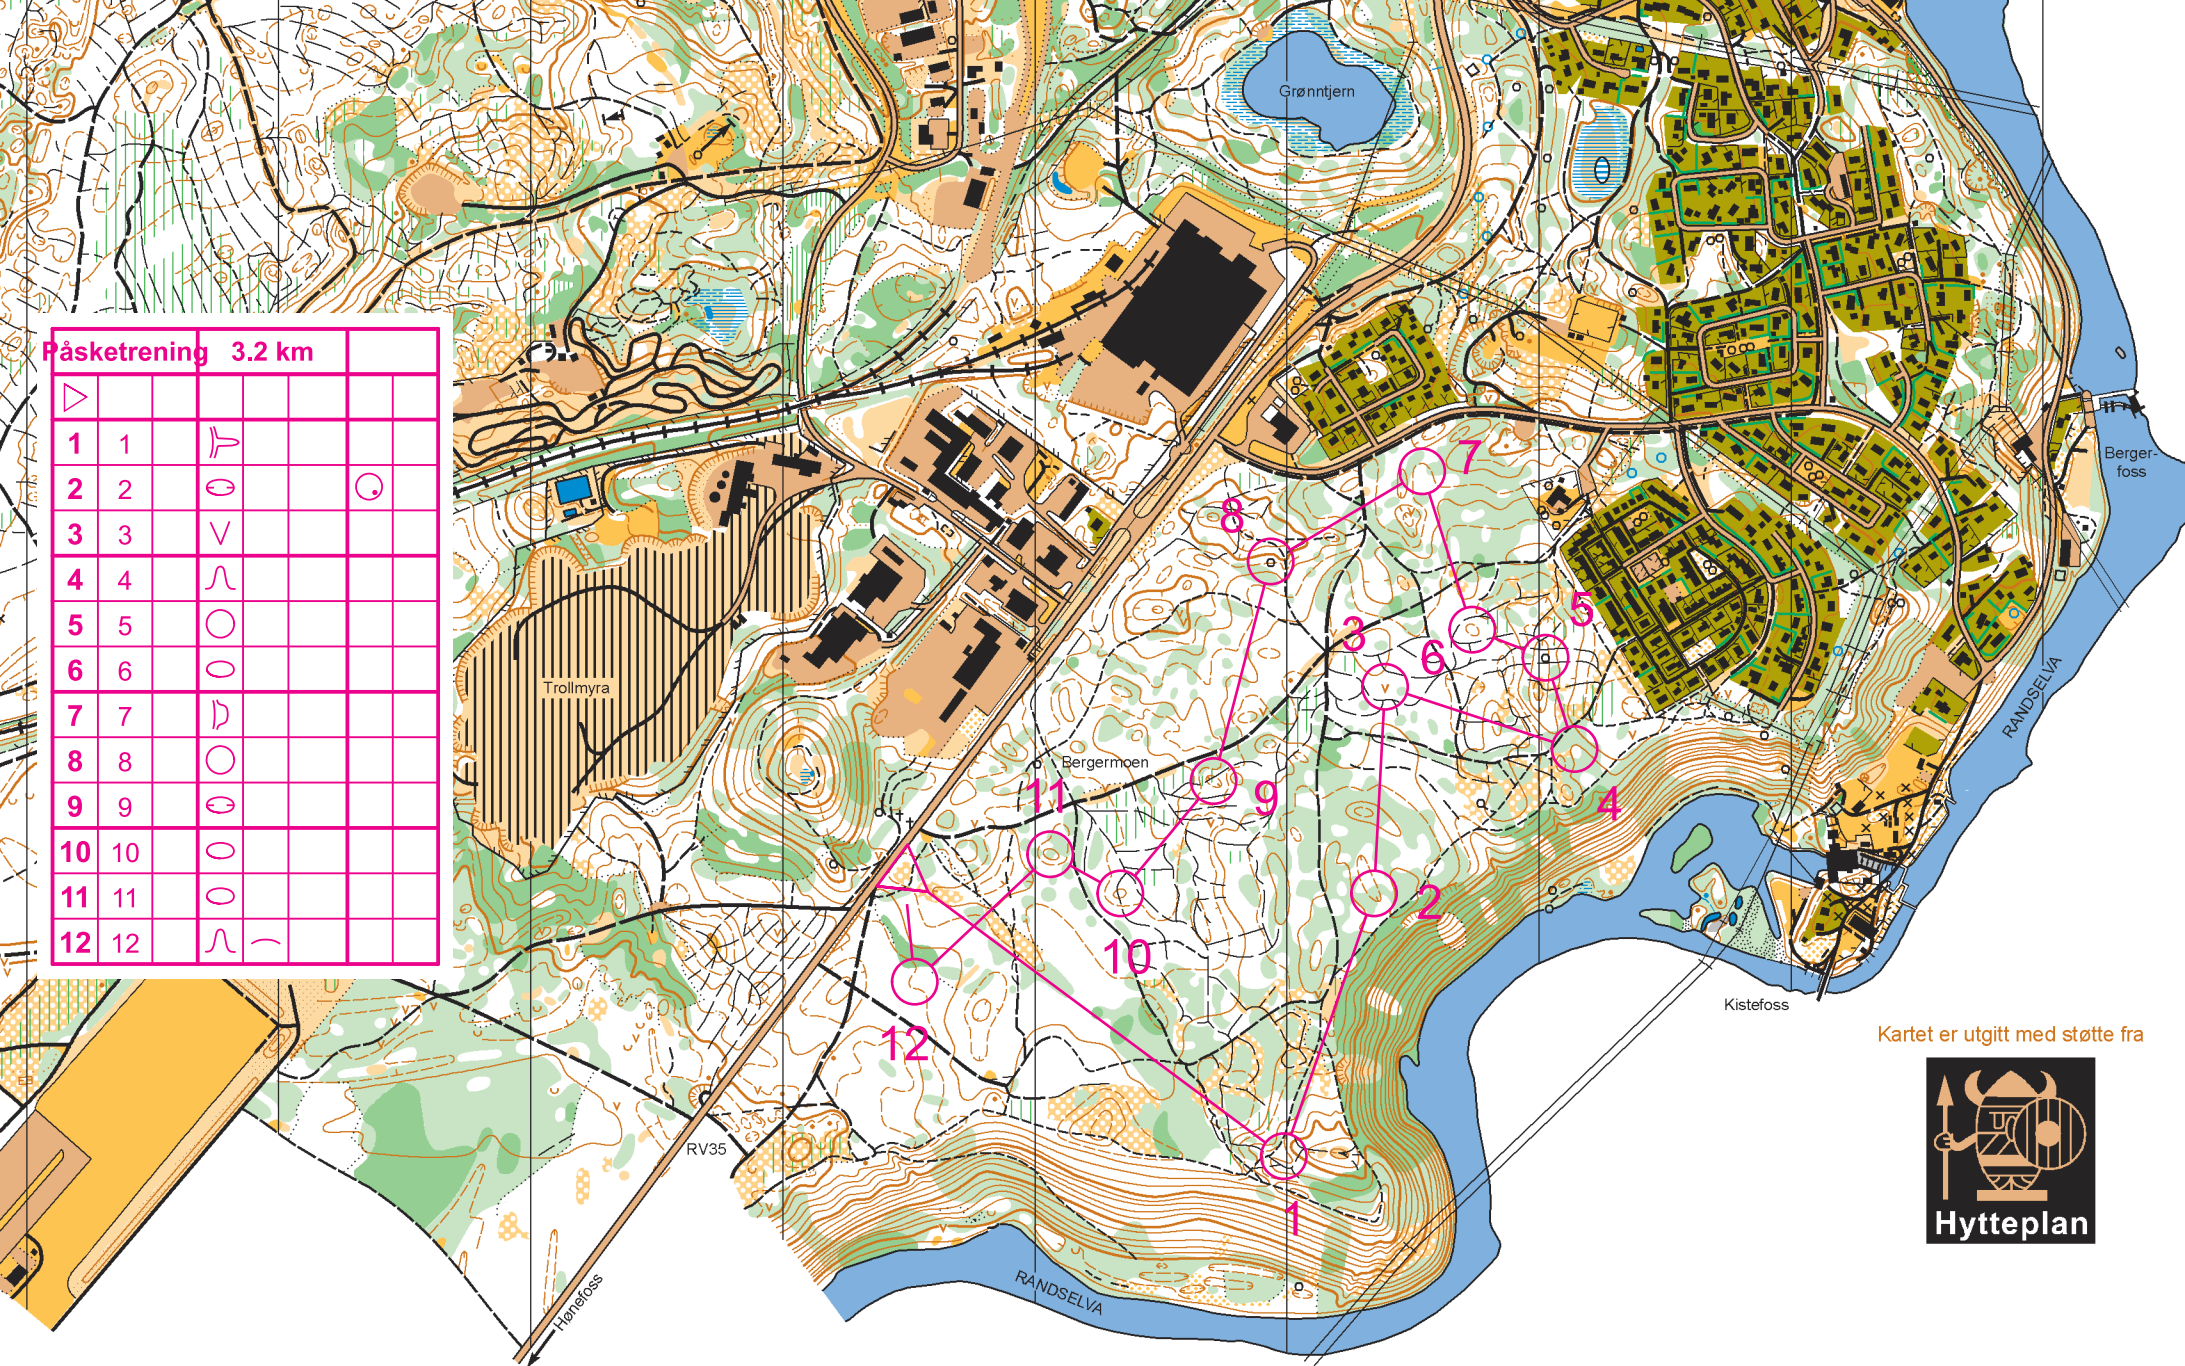 Grønntjern
Påsketrening 3.2 km
1 1
2 2
3 3
4 4
5 5
6 6
7 7
8 8
9 9
10 10
11 11
12 12
7
Berger-
foss
8
5
3
6
Trollmyra
RANDSELVA
Bergermoen
11
9
4
2
10
Kistefoss
12
Kartet er utgitt med støtte fra
RV35
1
Hytteplan
RANDSELVA
Hønefoss